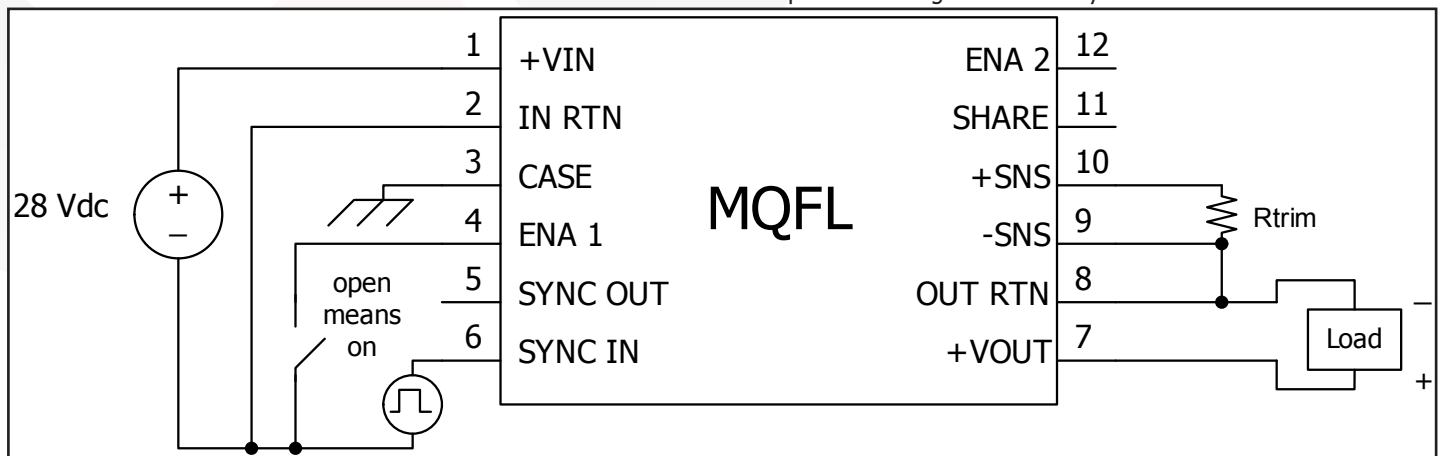 1
+VIN
2
IN RTN
3
CASE
4
ENA 1
5
SYNC OUT
6
SYNC IN
MQFL
12
ENA 2
11
SHARE
10
+SNS
9
-SNS
8
OUT RTN
7
+VOUT
28 Vdc
+
–
open
means
on
Rtrim
–
Load
+